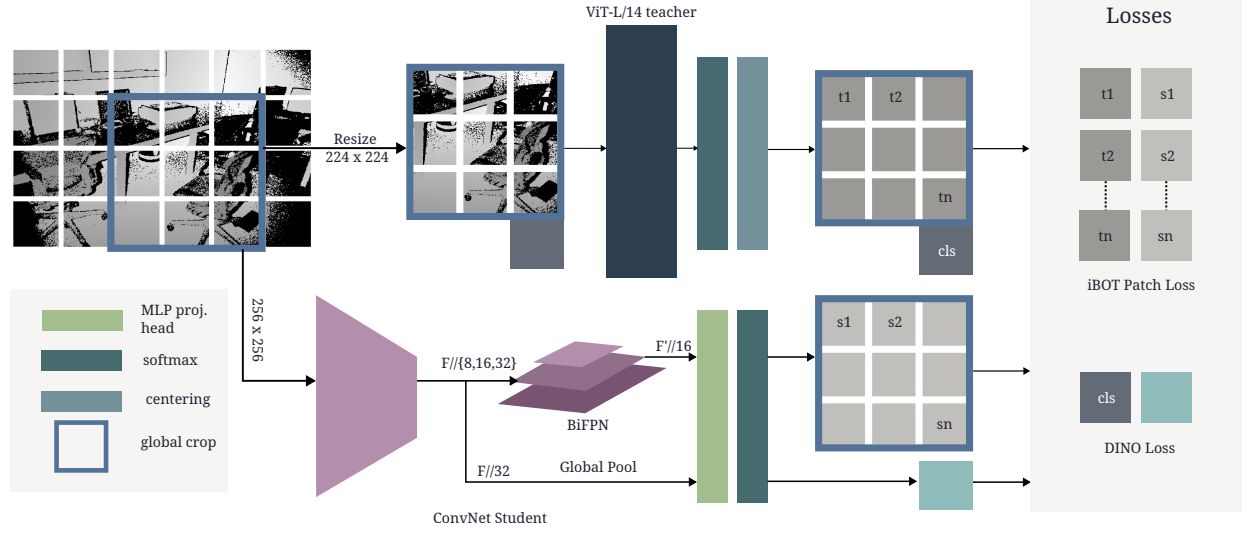 ViT-L/14 teacher
Losses
Resize
224 x 224
t1
t2
tn
cls
t1
s1
t2
s2
tn
sn
iBOT Patch Loss
MLP proj.
head
softmax
centering
global crop
256 x 256
F//{8,16,32}
BiFPN
F'//16
F//32
Global Pool
ConvNet Student
s1
s2
sn
cls
DINO Loss